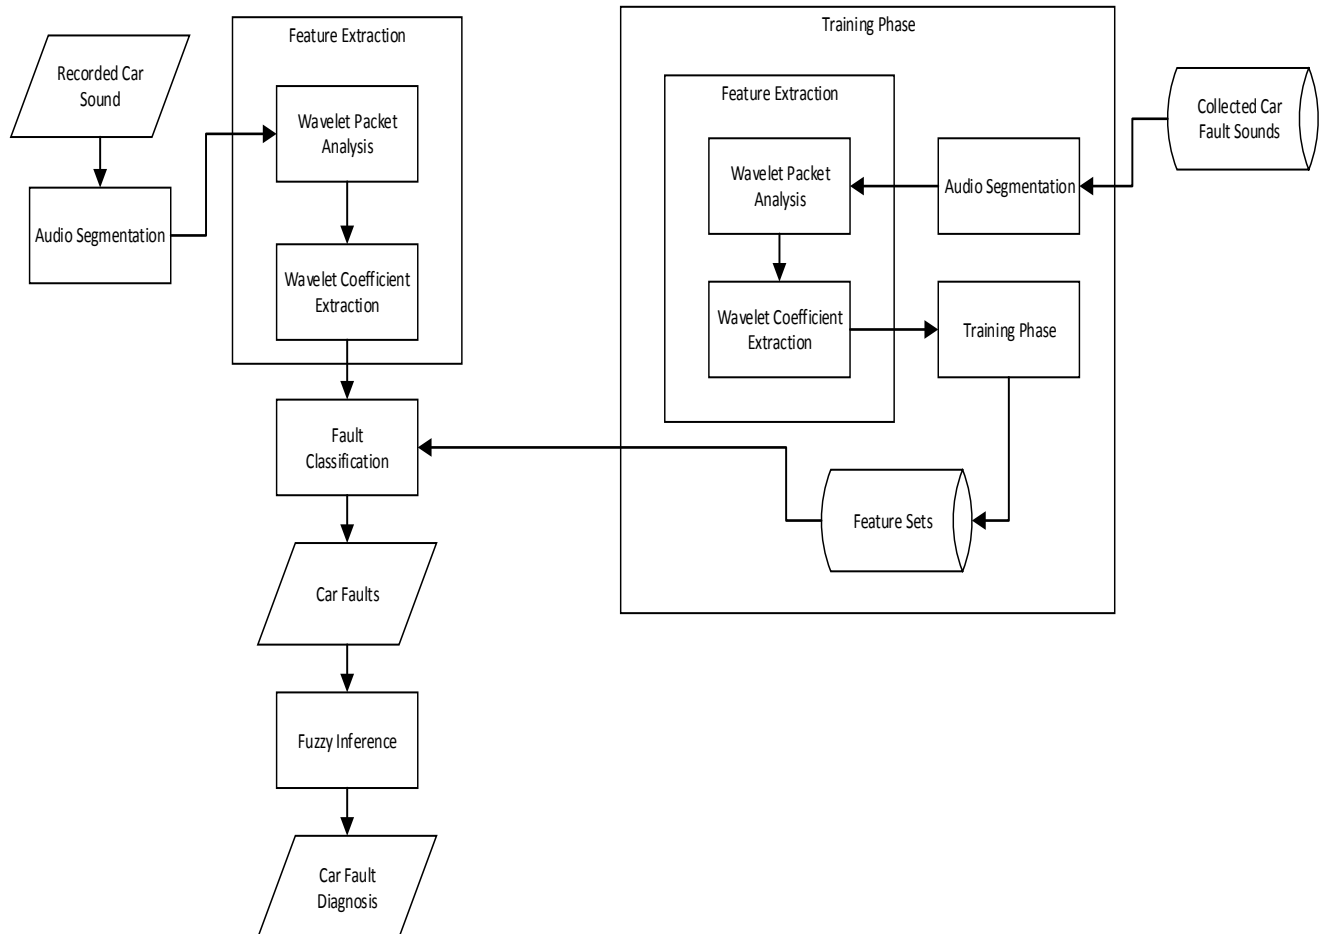 Recorded Car
Sound
Audio Segmentation
Feature Extraction
Wavelet Packet
Analysis
Wavelet Coefficient
Extraction
Fault
Classification
Car Faults
Fuzzy Inference
Car Fault
Diagnosis
Training Phase
Feature Extraction
Wavelet Packet
Analysis
Wavelet Coefficient
Extraction
Audio Segmentation
Training Phase
Feature Sets
Collected Car
Fault Sounds